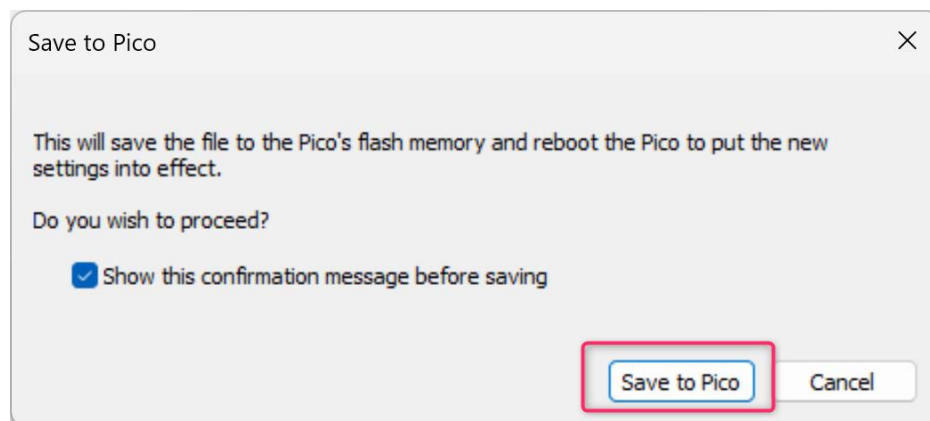 Save to Pico
This will save the file to the Pico's flash memory and reboot the Pico to put the new
settings into effect.
Do you wish to proceed?
Show this confirmation message before saving
Save to Pico Cancel